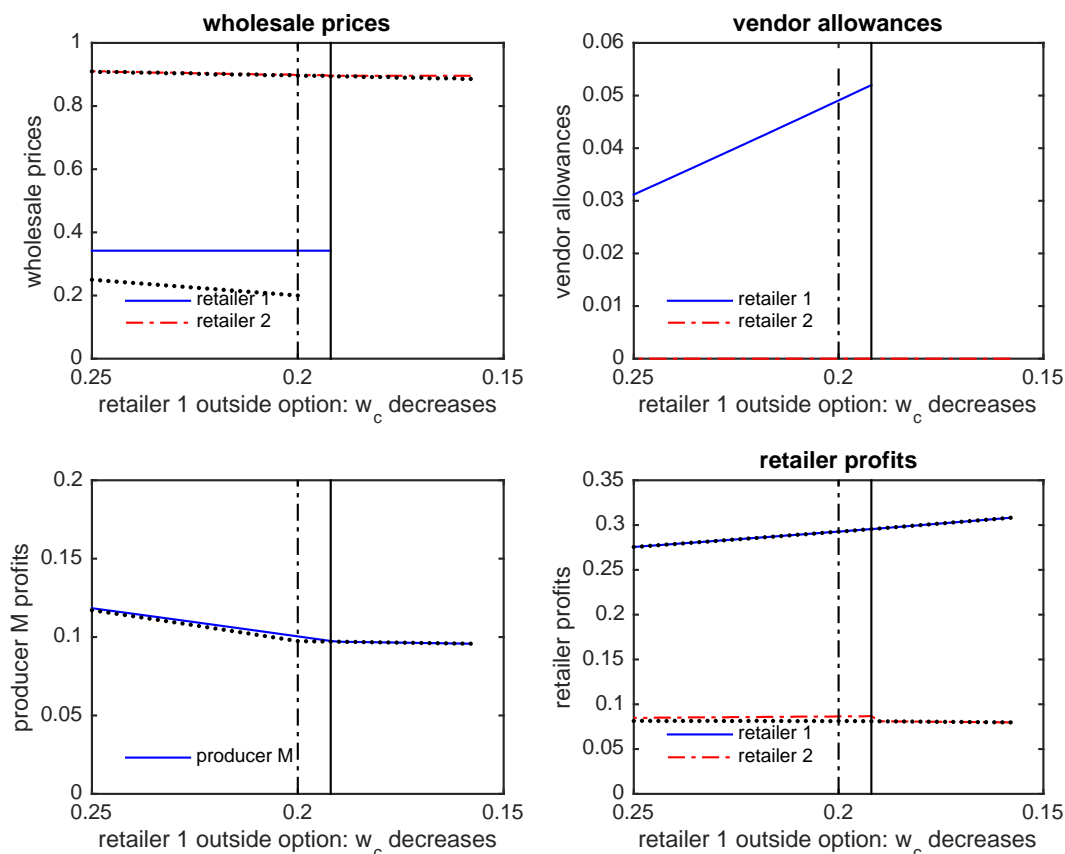 wholesale prices
1
0.8
0.6
0.4
0.2
0
wholesale prices
retailer 1
retailer 2
0.25
0.2
0.15
retailer 1 outside option: w_c decreases
vendor allowances
0.06
0.05
0.04
0.03
0.02
0.01
0
vendor allowances
retailer 1
retailer 2
0.25
0.2
0.15
retailer 1 outside option: w_c decreases
0.2
0.15
0.1
0.05
0
producer M profits
producer M
0.25
0.2
0.15
retailer 1 outside option: w_c decreases
retailer profits
0.35
0.3
0.25
0.2
0.15
0.1
0.05
0
retailer profits
retailer 1
retailer 2
0.25
0.2
0.15
retailer 1 outside option: w_c decreases